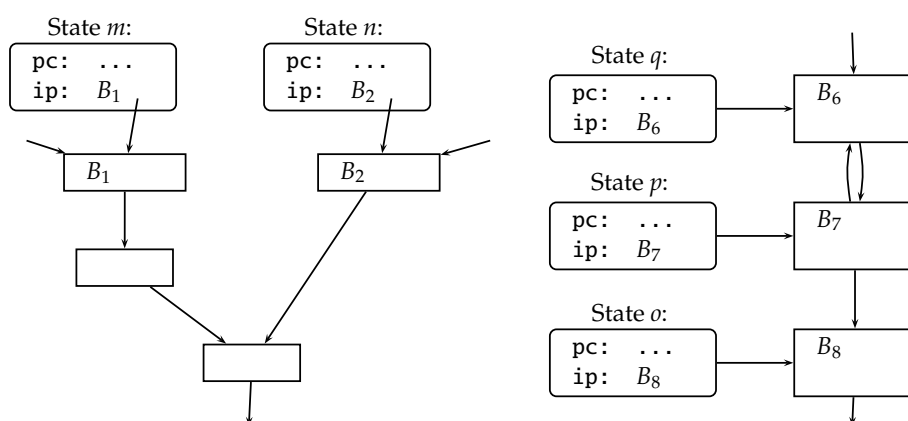 State m:
pc: ...
ip: B₁
State n:
pc: ...
ip: B₂
B₁
B₂
State q:
pc: ...
ip: B₆
B₆
State p:
pc: ...
ip: B₇
B₇
State o:
pc: ...
ip: B₈
B₈